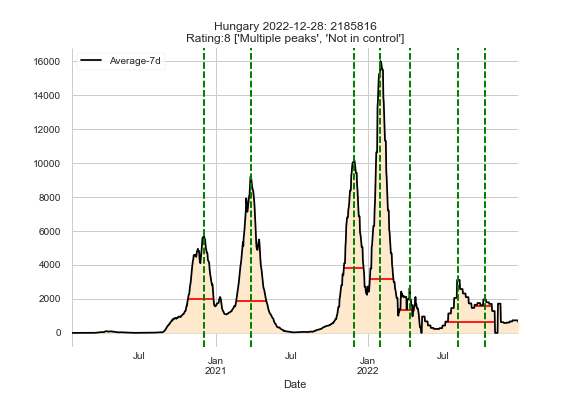 Hungary 2022-12-28: 2185816
Rating:8 ['Multiple peaks', 'Not in control']
Average-7d
16000
14000
12000
10000
8000
6000
4000
2000
0
Jul
Jan
2021
Jul
Jan
2022
Jul
Date